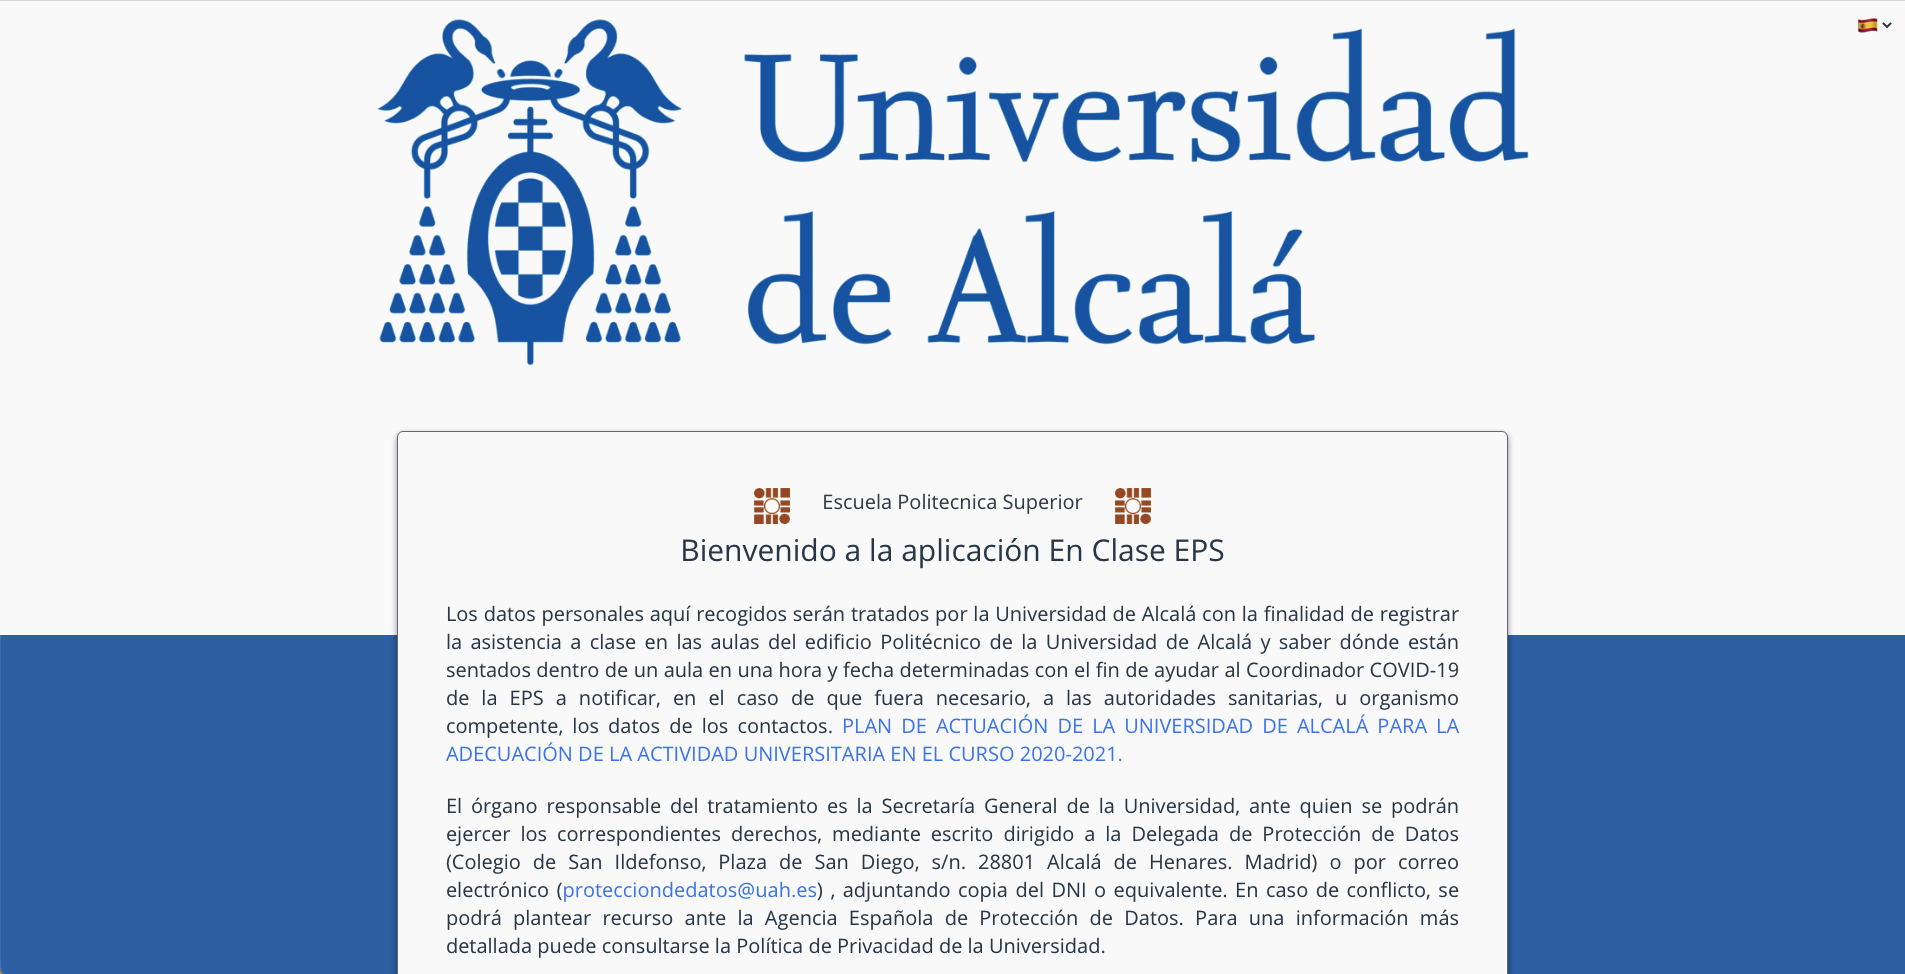 Universidad
de Alcalá
Escuela Politecnica Superior
Bienvenido a la aplicación En Clase EPS
Los datos personales aquí recogidos serán tratados por la Universidad de Alcalá con la finalidad de registrar
la asistencia a clase en las aulas del edificio Politécnico de la Universidad de Alcalá y saber dónde están
sentados dentro de un aula en una hora y fecha determinadas con el fin de ayudar al Coordinador COVID-19
de la EPS a notificar, en el caso de que fuera necesario, a las autoridades sanitarias, u organismo
competente, los datos de los contactos. PLAN DE ACTUACIÓN DE LA UNIVERSIDAD DE ALCALÁ PARA LA
ADECUACIÓN DE LA ACTIVIDAD UNIVERSITARIA EN EL CURSO 2020-2021.
El órgano responsable del tratamiento es la Secretaría General de la Universidad, ante quien se podrán
ejercer los correspondientes derechos, mediante escrito dirigido a la Delegada de Protección de Datos
(Colegio de San Ildefonso, Plaza de San Diego, s/n. 28801 Alcalá de Henares. Madrid) o por correo
electrónico (protecciondedatos@uah.es) , adjuntando copia del DNI o equivalente. En caso de conflicto, se
podrá plantear recurso ante la Agencia Española de Protección de Datos. Para una información más
detallada puede consultarse la Política de Privacidad de la Universidad.